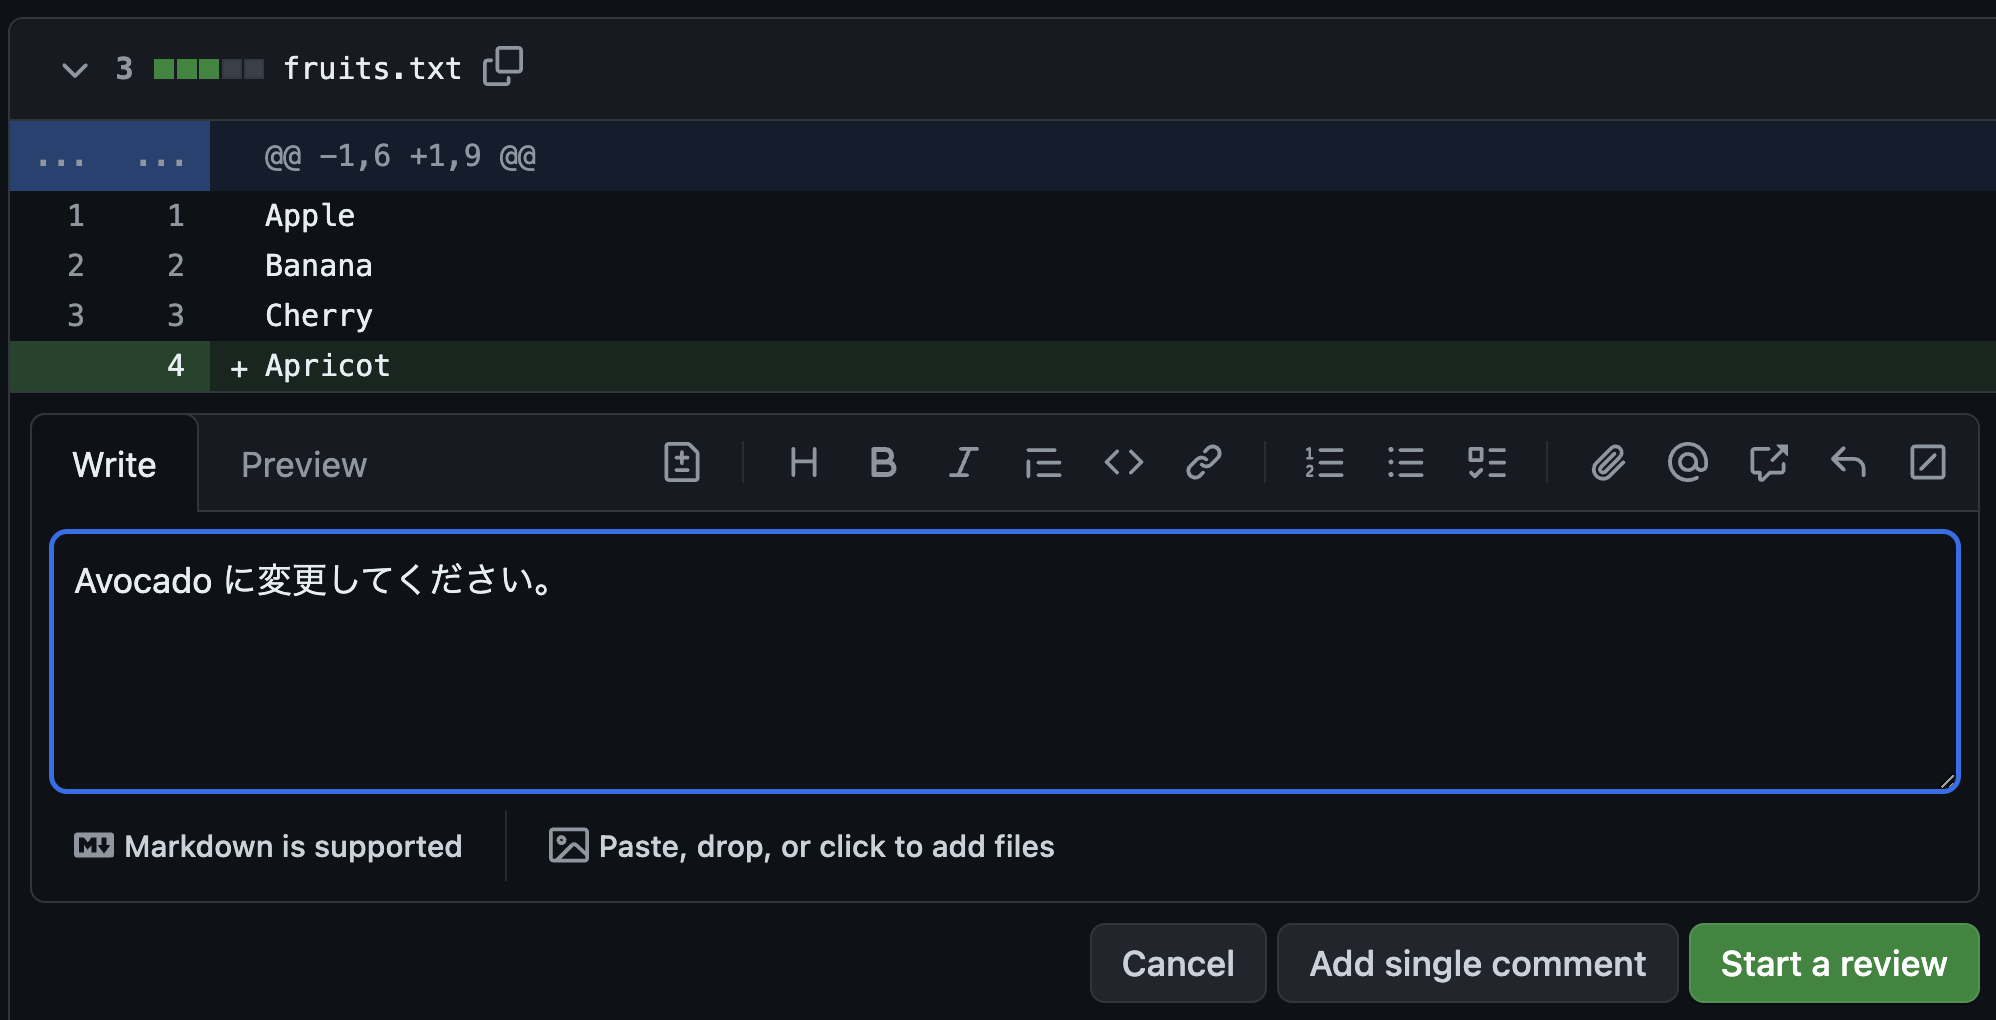 3 fruits.txt
... ... @@ -1,6 +1,9 @@
1 1 Apple
2 2 Banana
3 3 Cherry
4 + Apricot
Write Preview
Avocado に変更してください。
Markdown is supported Paste, drop, or click to add files
Cancel Add single comment Start a review